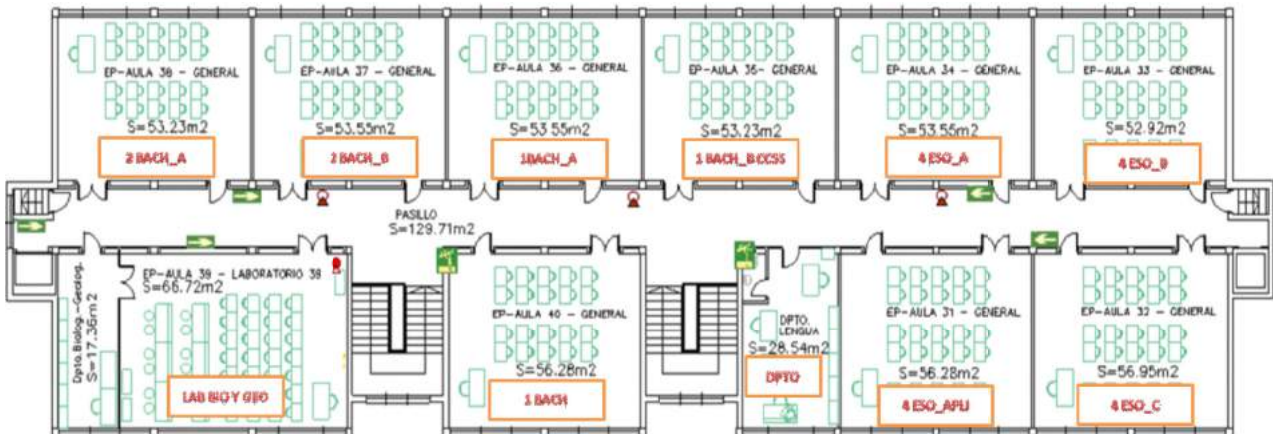 EP-AULA 38 - GENERAL
S=53.23m2
2 BACH_A
EP-AULA 37 - GENERAL
S=53.55m2
2 BACH_B
EP-AULA 36 - GENERAL
S=53.55m2
1BACH_A
EP-AULA 35- GENERAL
S=53.23m2
1 BACH_B CCSS
EP-AULA 34 - GENERAL
S=53.55m2
4 ESO_A
EP-AULA 33 - GENERAL
S=52.92m2
4 ESO_B
PASILLO
S=129.71m2
Dpto.Biolog.-Geolog.
S=17.36m2
EP-AULA 39 - LABORATORIO 38
S=66.72m2
LAB BIO Y GEO
EP-AULA 40 - GENERAL
S=56.28m2
1 BACH
DPTO.
LENGUA
S=28.54m2
DPTO
EP-AULA 31 - GENERAL
S=56.28m2
4 ESO_APLI
EP-AULA 32 - GENERAL
S=56.95m2
4 ESO_C